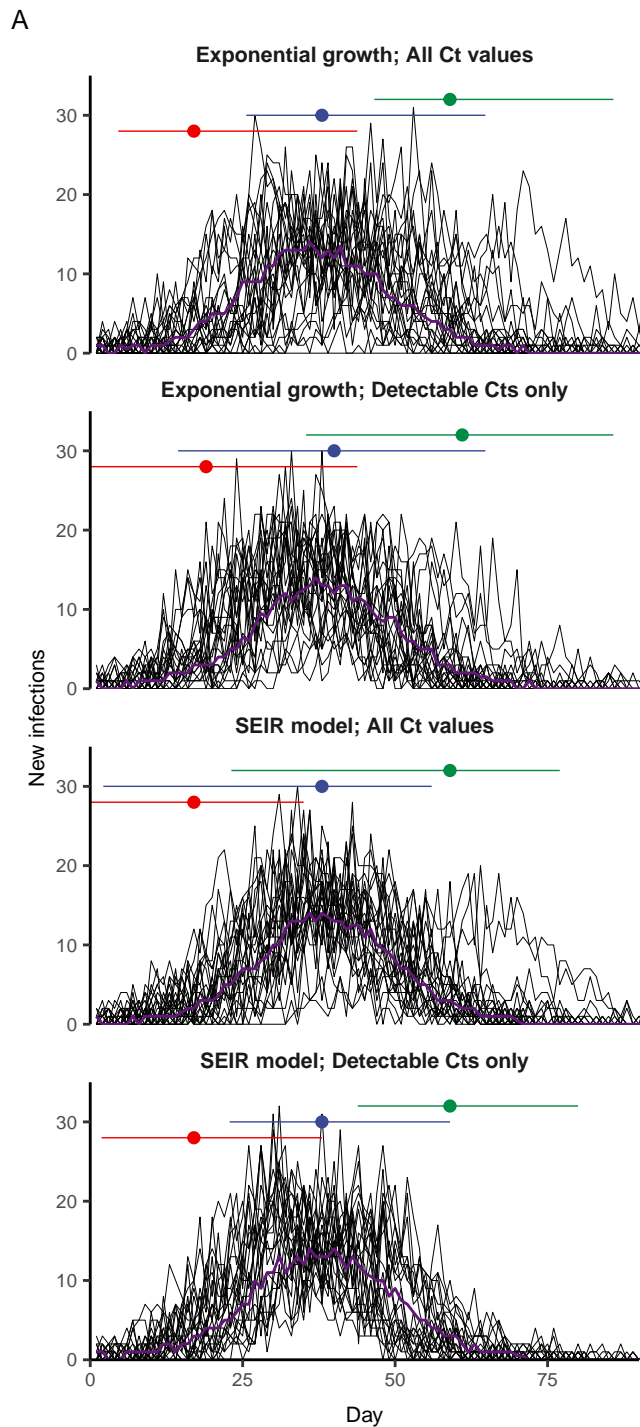 A
Exponential growth; All Ct values
30
20
10
0
Exponential growth; Detectable Cts only
30
20
10
0
SEIR model; All Ct values
30
20
10
0
SEIR model; Detectable Cts only
30
20
10
0
0 25 50 75
New infections
Day